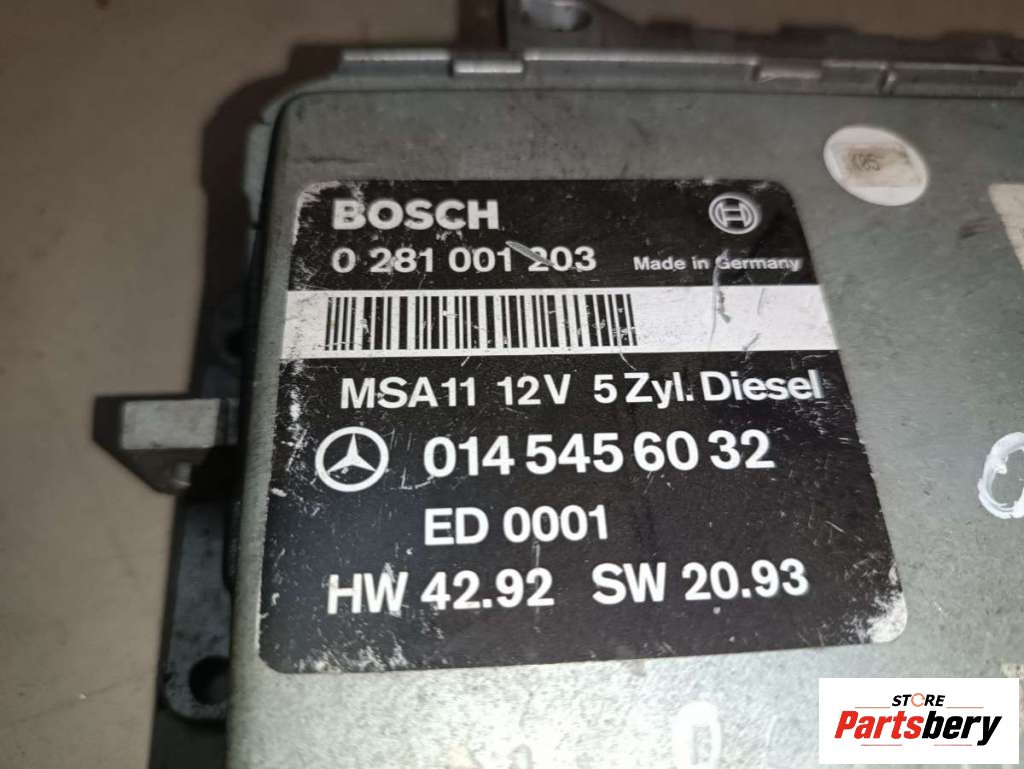 BOSCH
0 281 001 203 Made in Germany
MSA11 12V 5 Zyl. Diesel
014 545 60 32
ED 0001
HW 42.92 SW 20.93
STORE
Partsbery